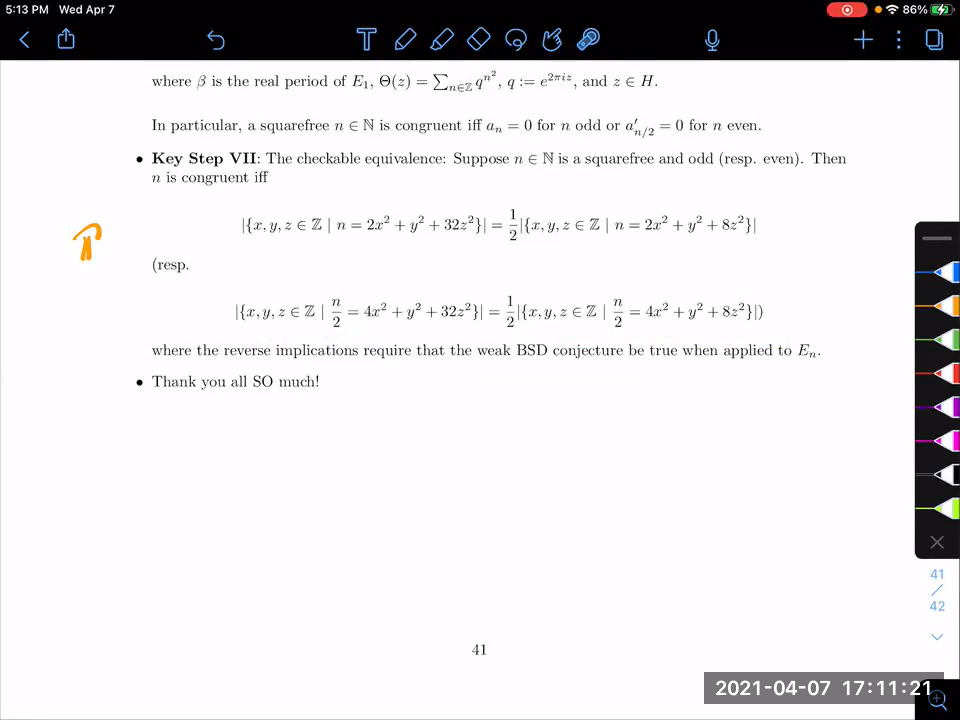 5:13 PM Wed Apr 7
86%
where β is the real period of E₁, Θ(z) = ∑_{n∈ℤ} q^{n²}, q := e^{2πiz}, and z ∈ H.
In particular, a squarefree n ∈ ℕ is congruent iff aₙ = 0 for n odd or a′_{n/2} = 0 for n even.
• Key Step VII: The checkable equivalence: Suppose n ∈ ℕ is a squarefree and odd (resp. even). Then
n is congruent iff
|{x, y, z ∈ ℤ | n = 2x² + y² + 32z²}| = 1/2 |{x, y, z ∈ ℤ | n = 2x² + y² + 8z²}|
(resp.
|{x, y, z ∈ ℤ | n/2 = 4x² + y² + 32z²}| = 1/2 |{x, y, z ∈ ℤ | n/2 = 4x² + y² + 8z²}|)
where the reverse implications require that the weak BSD conjecture be true when applied to Eₙ.
• Thank you all SO much!
41
/
42
41
2021-04-07 17:11:21